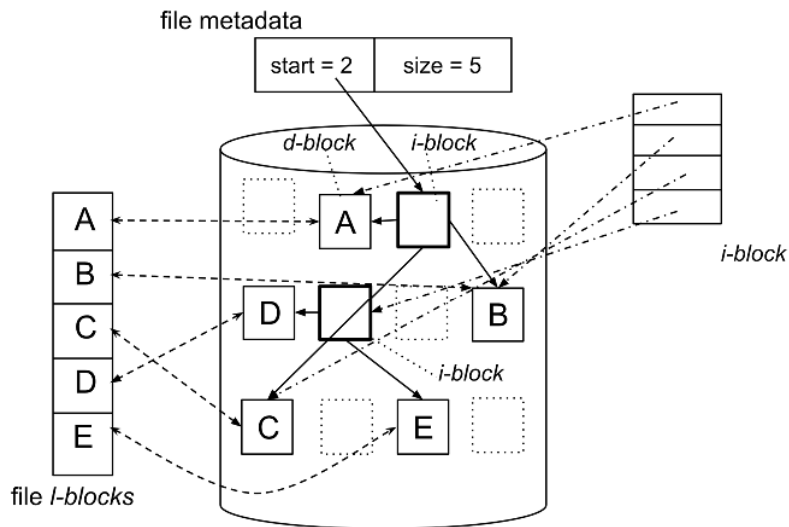 file metadata
start = 2 size = 5
d-block i-block
A A
B
i-block
D B
C
i-block
D
C E
E
file l-blocks